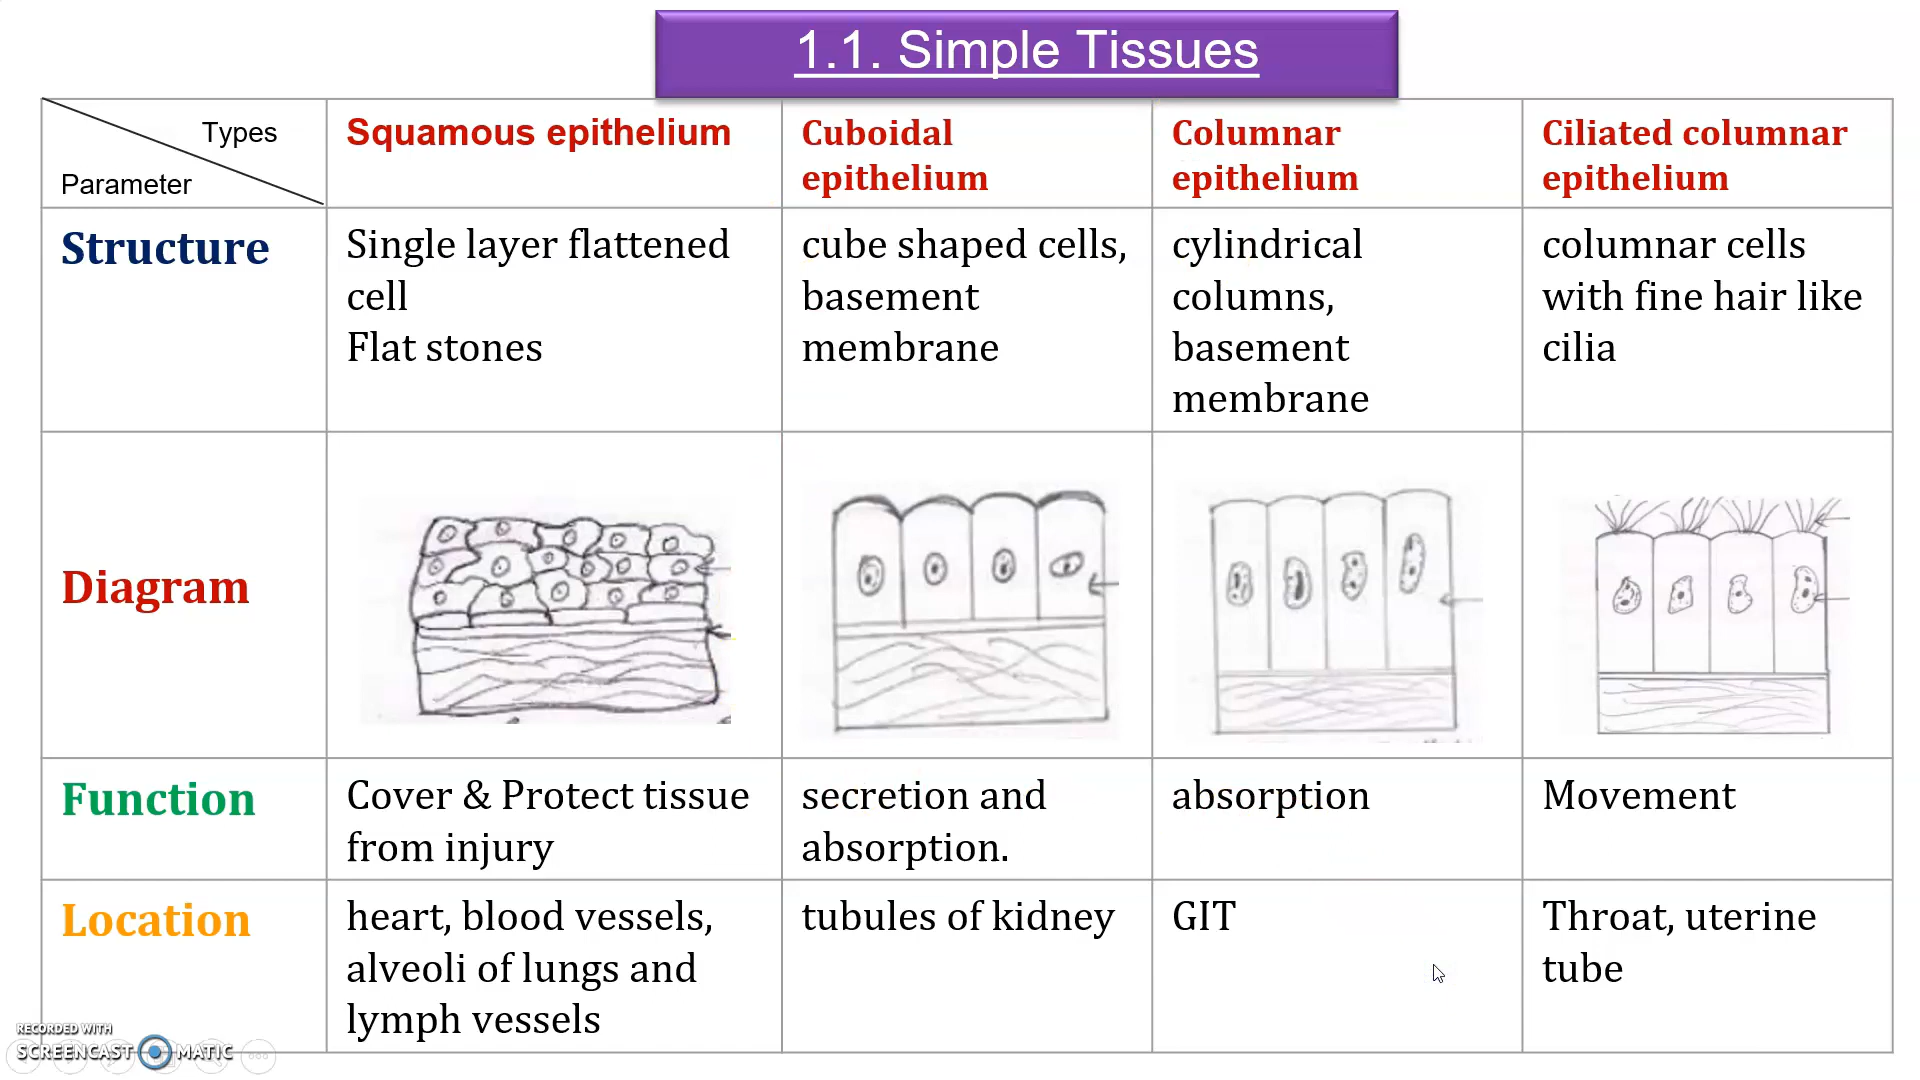 1.1. Simple Tissues
Types
Parameter
Squamous epithelium
Cuboidal
epithelium
Columnar
epithelium
Ciliated columnar
epithelium
Structure
Single layer flattened
cell
Flat stones
cube shaped cells,
basement
membrane
cylindrical
columns,
basement
membrane
columnar cells
with fine hair like
cilia
Diagram
Function
Cover & Protect tissue
from injury
secretion and
absorption.
absorption
Movement
Location
heart, blood vessels,
alveoli of lungs and
lymph vessels
tubules of kidney
GIT
Throat, uterine
tube
RECORDED WITH
SCREENCAST MATIC